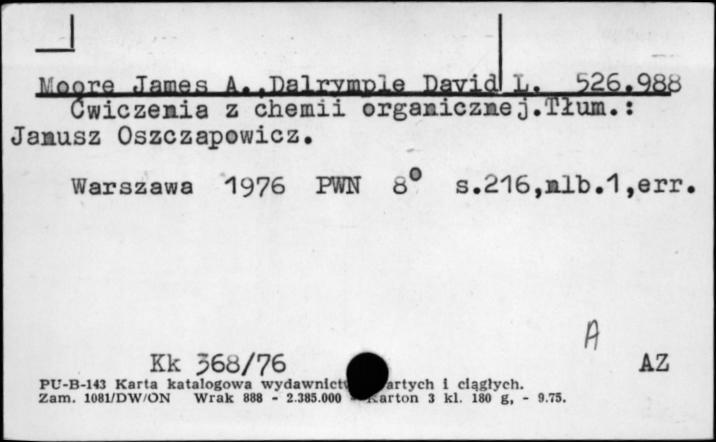 Moore James A., Dalrymple David L. 526.988
Ćwiczenia z chemii organicznej.Tłum.:
Janusz Oszczapowicz.
Warszawa 1976 PWN 8° s.216,nlb.1,err.
A
Kk 368/76 AZ
PU-B-143 Karta katalogowa wydawnictw zwartych i ciągłych.
Zam. 1081/DW/ON Wrak 888 - 2.385.000 - Karton 3 kl. 180 g, - 9.75.